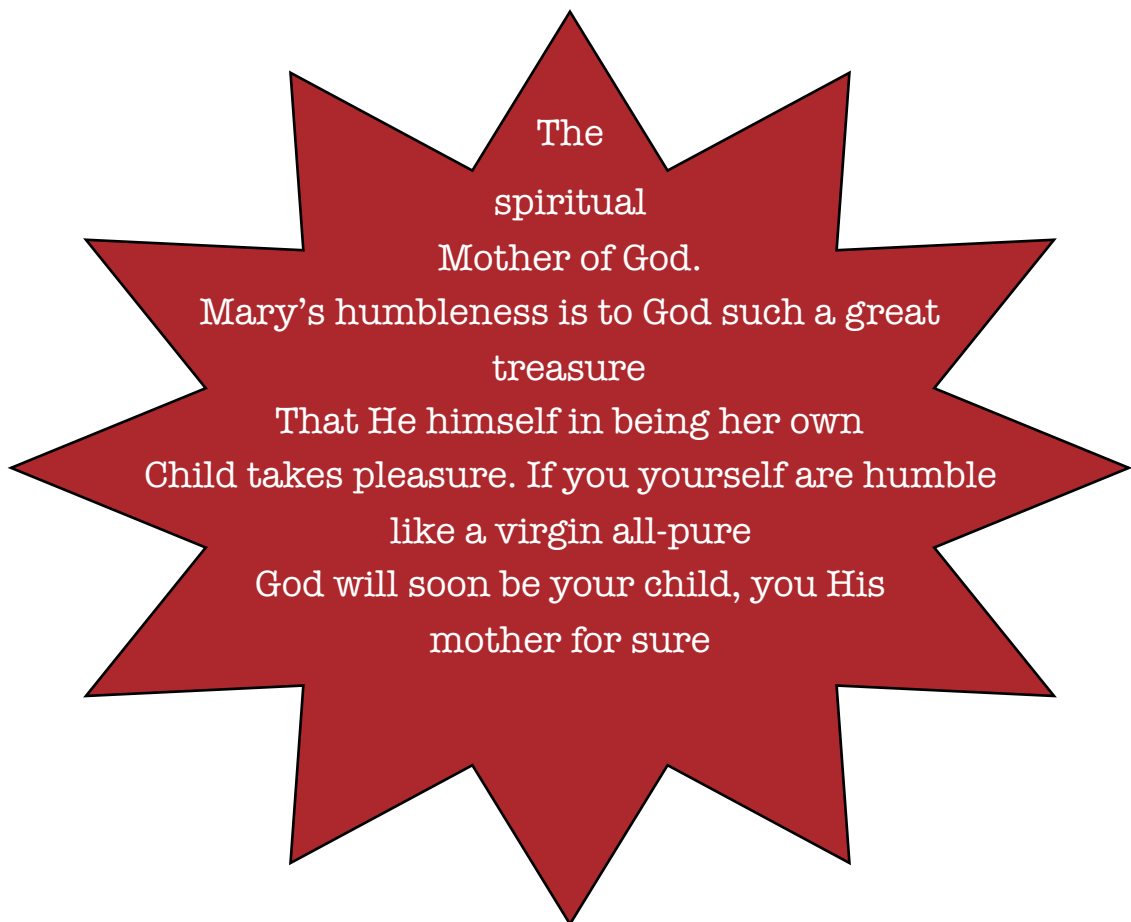 The
spiritual
Mother of God.
Mary’s humbleness is to God such a great
treasure
That He himself in being her own
Child takes pleasure. If you yourself are humble
like a virgin all-pure
God will soon be your child, you His
mother for sure